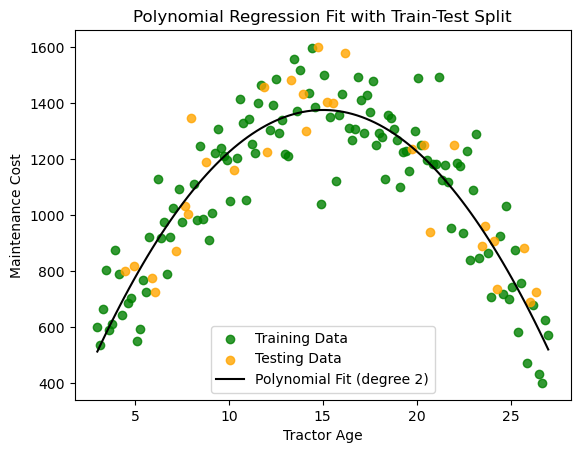 Polynomial Regression Fit with Train-Test Split
Maintenance Cost
1600
1400
1200
1000
800
600
400
Training Data
Testing Data
Polynomial Fit (degree 2)
5
10
15
20
25
Tractor Age